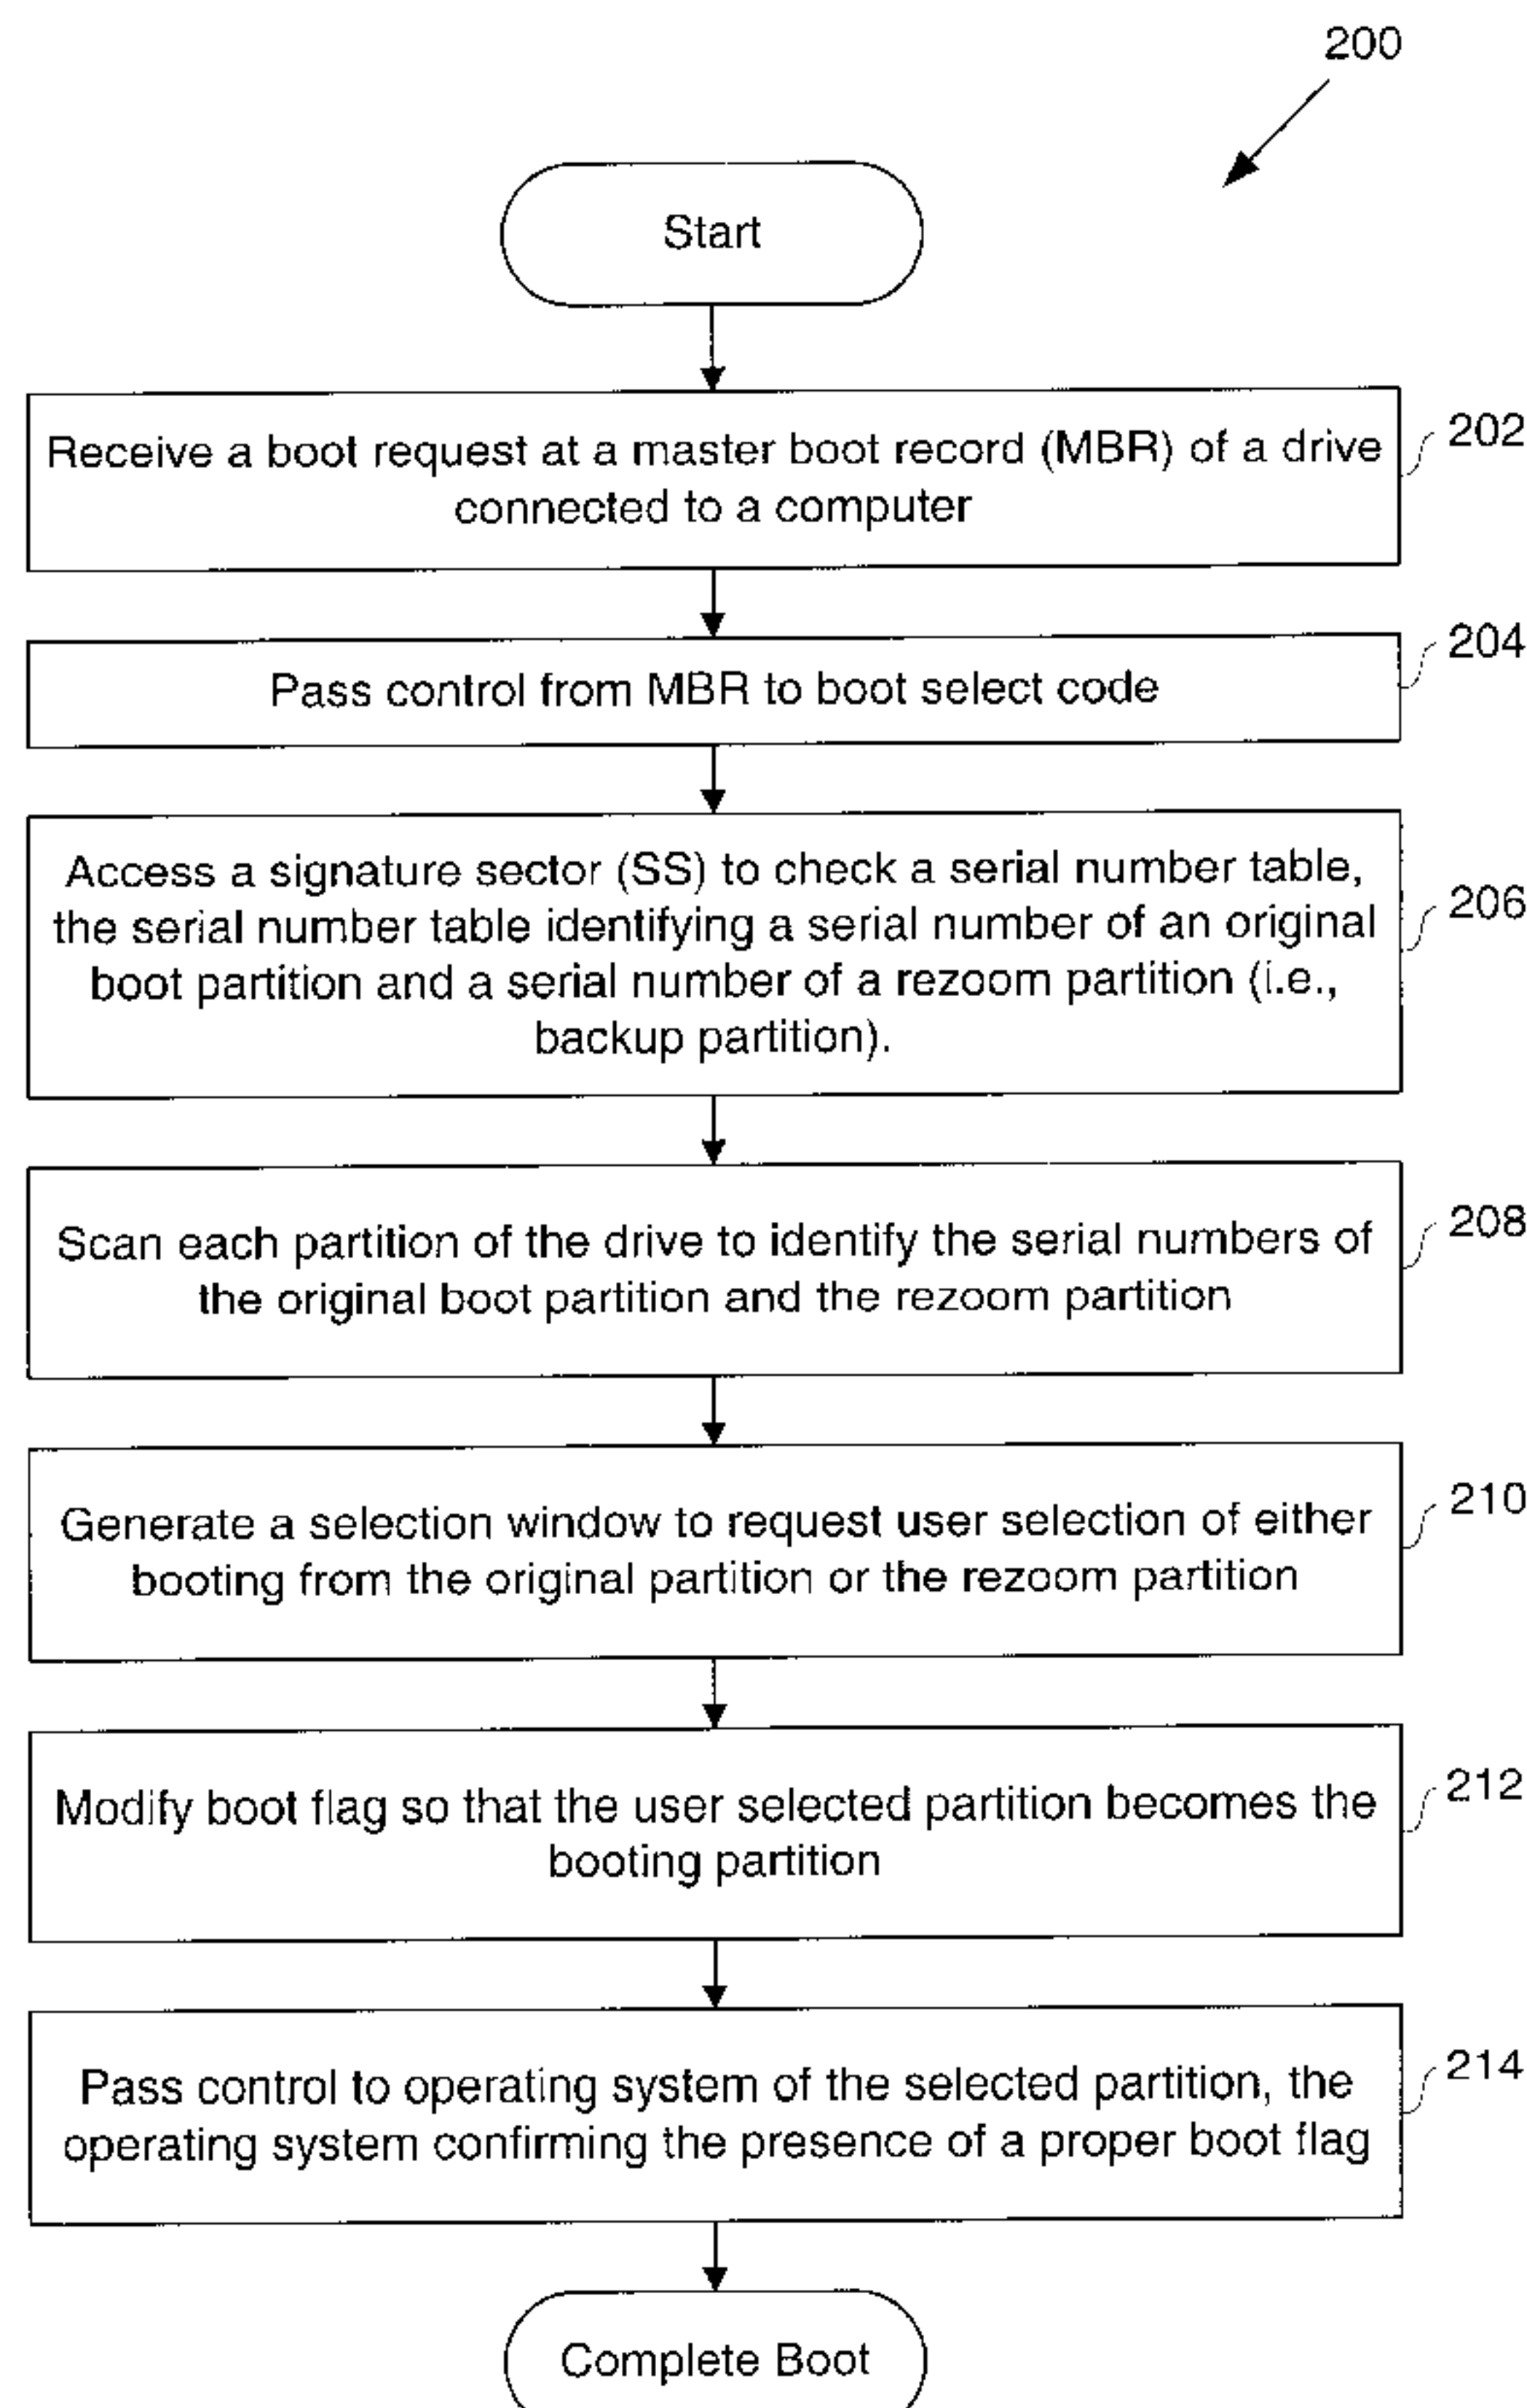 200
Start
Receive a boot request at a master boot record (MBR) of a drive
connected to a computer
202
Pass control from MBR to boot select code
204
Access a signature sector (SS) to check a serial number table,
the serial number table identifying a serial number of an original
boot partition and a serial number of a rezoom partition (i.e.,
backup partition).
206
Scan each partition of the drive to identify the serial numbers of
the original boot partition and the rezoom partition
208
Generate a selection window to request user selection of either
booting from the original partition or the rezoom partition
210
Modify boot flag so that the user selected partition becomes the
booting partition
212
Pass control to operating system of the selected partition, the
operating system confirming the presence of a proper boot flag
214
Complete Boot